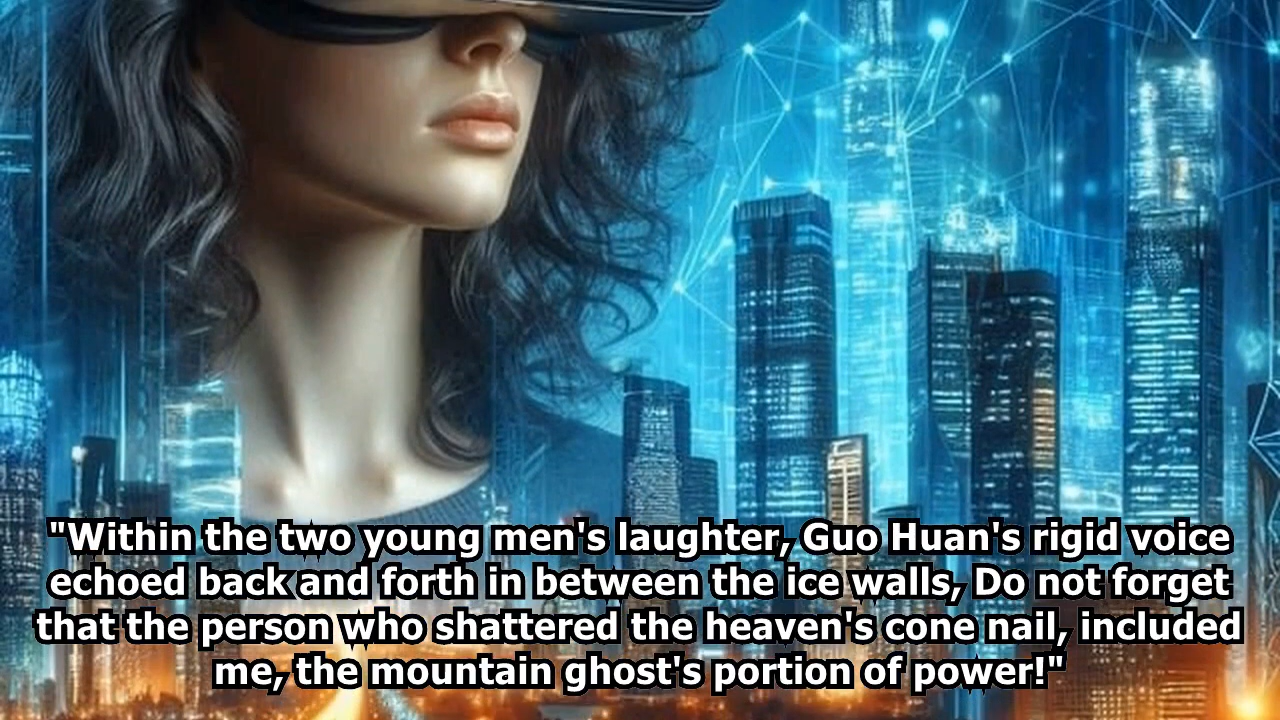 "Within the two young men's laughter, Guo Huan's rigid voice
echoed back and forth in between the ice walls, Do not forget
that the person who shattered the heaven's cone nail, included
me, the mountain ghost's portion of power!"